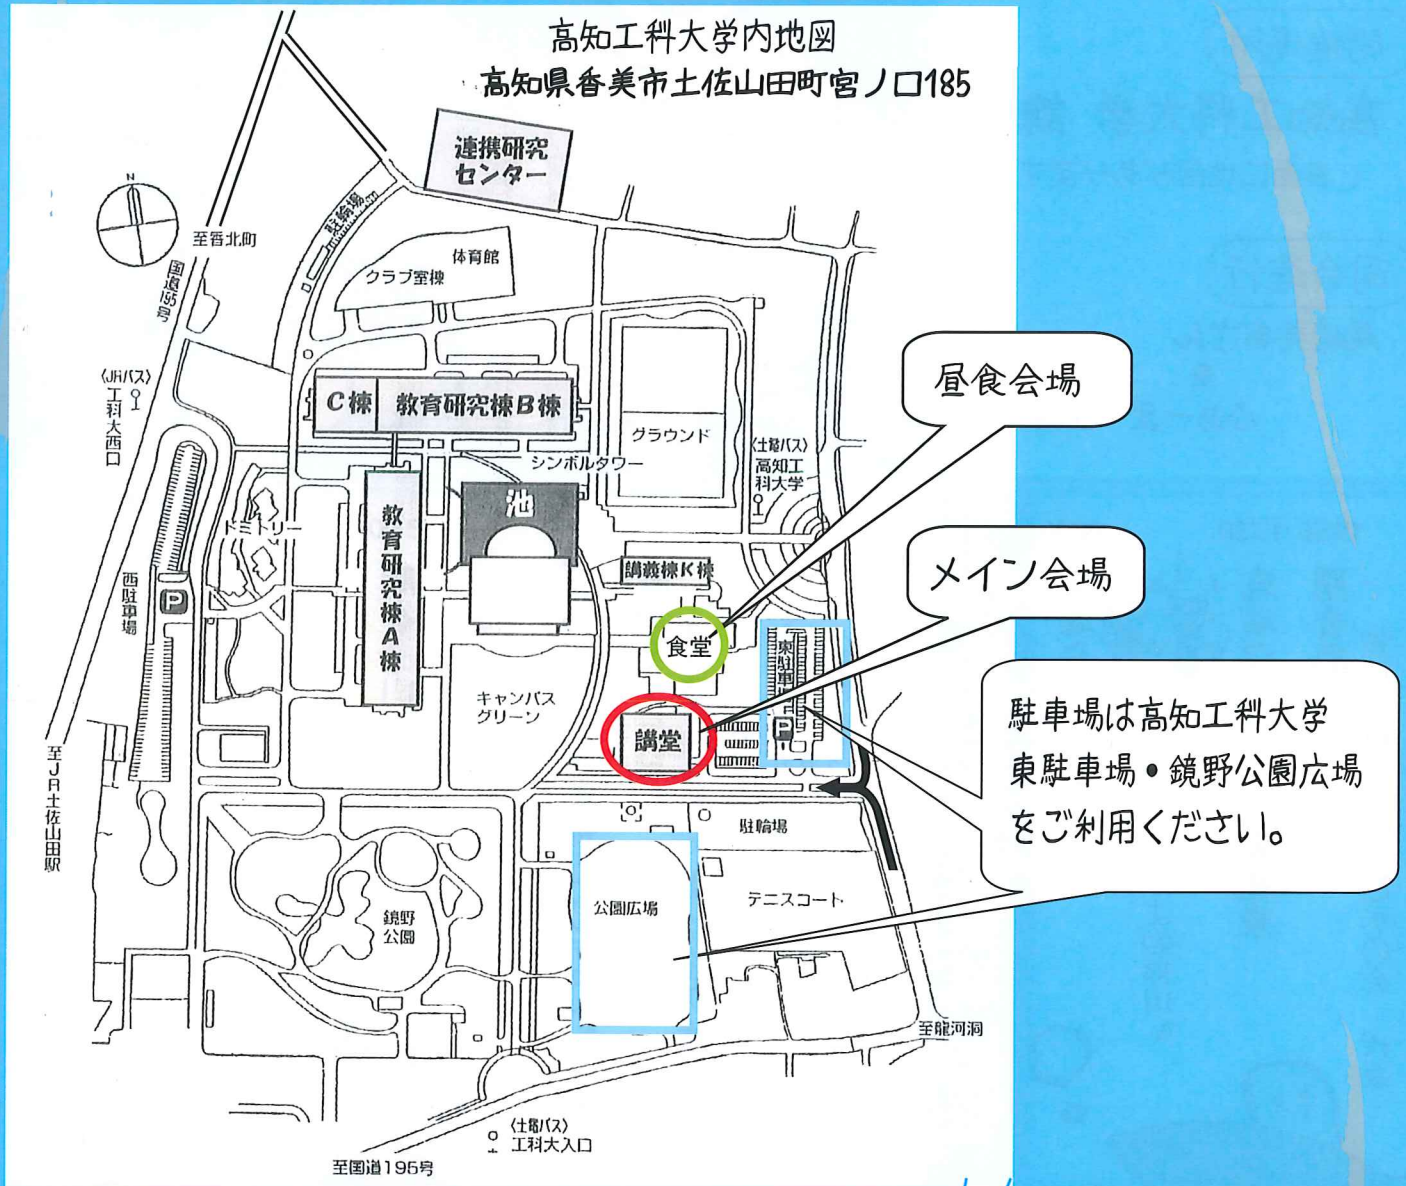 高知工科大学内地図
高知県香美市土佐山田町宮ノ口185
連携研究
センター
N
至香北町
国道195号
駐輪場
体育館
クラブ室棟
〈JRバス〉
工科大西口
C棟
教育研究棟B棟
グラウンド
シンボルタワー
〈土電バス〉
高知工
科大学
昼食会場
池
教育研究棟A棟
ドミトリー
講義棟K棟
メイン会場
西駐車場
P
食堂
東駐車場
P
キャンパス
グリーン
講堂
駐車場は高知工科大学
東駐車場・鏡野公園広場
をご利用ください。
至JR土佐山田駅
駐輪場
テニスコート
公園広場
鏡野
公園
至龍河洞
〈土電バス〉
工科大入口
至国道195号